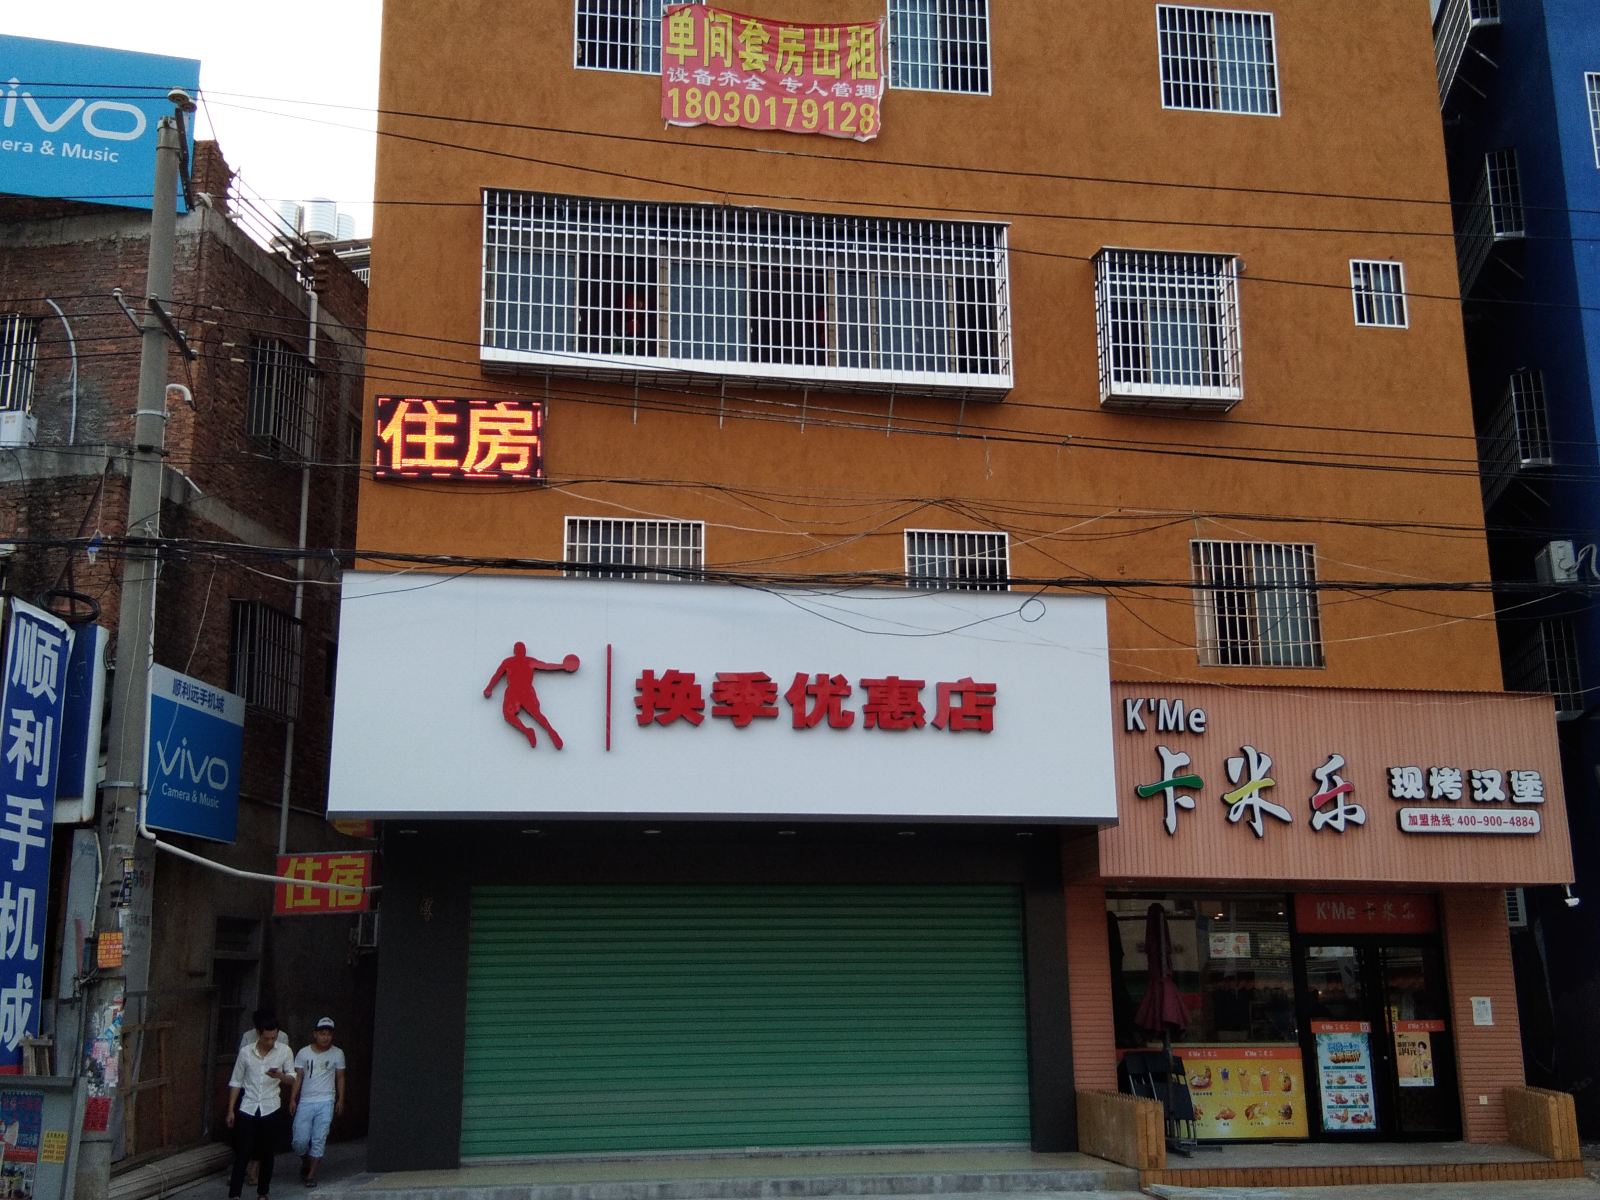 单间套房出租
设备齐全 专人管理
18030179128
vivo
Camera & Music
住房
换季优惠店
K'Me
卡米乐
现烤汉堡
加盟热线: 400-900-4884
顺利远手机城
vivo
Camera & Music
顺利手机城
住宿
K'Me 卡米乐